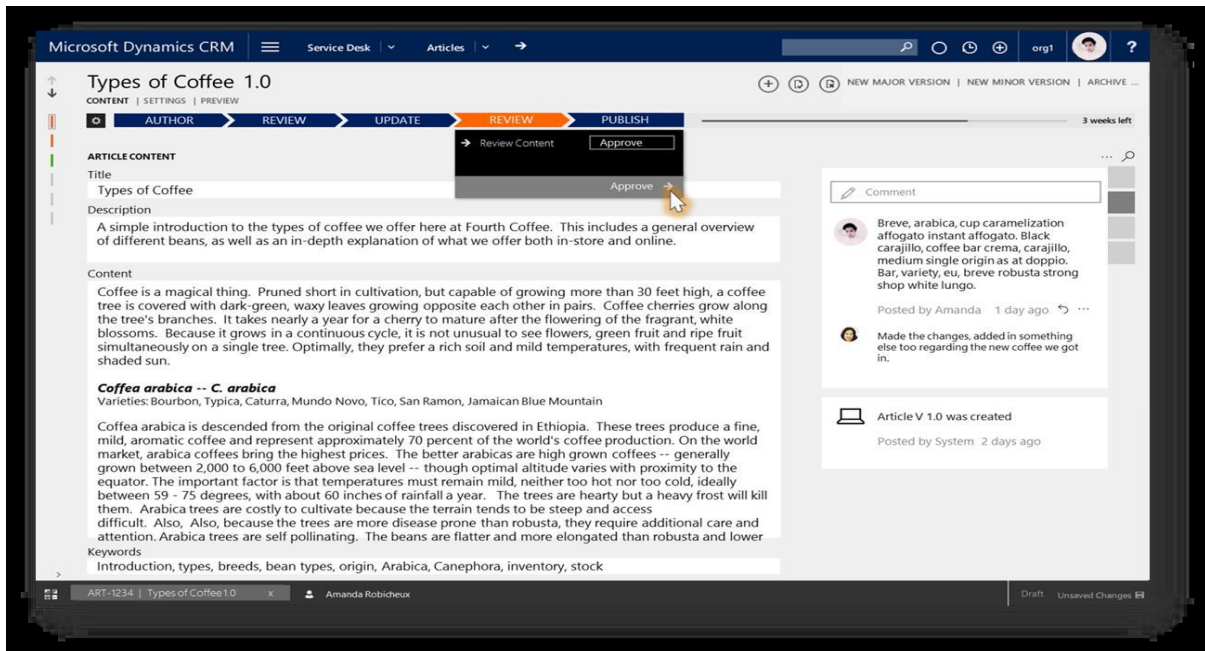 Microsoft Dynamics CRM Service Desk Articles org1 ?
Types of Coffee 1.0
NEW MAJOR VERSION | NEW MINOR VERSION | ARCHIVE ...
CONTENT | SETTINGS | PREVIEW
AUTHOR REVIEW UPDATE REVIEW PUBLISH 3 weeks left
Review Content Approve
Approve
ARTICLE CONTENT
Title
Types of Coffee
Description
A simple introduction to the types of coffee we offer here at Fourth Coffee. This includes a general overview
of different beans, as well as an in-depth explanation of what we offer both in-store and online.
Content
Coffee is a magical thing. Pruned short in cultivation, but capable of growing more than 30 feet high, a coffee
tree is covered with dark-green, waxy leaves growing opposite each other in pairs. Coffee cherries grow along
the tree's branches. It takes nearly a year for a cherry to mature after the flowering of the fragrant, white
blossoms. Because it grows in a continuous cycle, it is not unusual to see flowers, green fruit and ripe fruit
simultaneously on a single tree. Optimally, they prefer a rich soil and mild temperatures, with frequent rain and
shaded sun.
Coffea arabica -- C. arabica
Varieties: Bourbon, Typica, Caturra, Mundo Novo, Tico, San Ramon, Jamaican Blue Mountain
Coffea arabica is descended from the original coffee trees discovered in Ethiopia. These trees produce a fine,
mild, aromatic coffee and represent approximately 70 percent of the world's coffee production. On the world
market, arabica coffees bring the highest prices. The better arabicas are high grown coffees -- generally
grown between 2,000 to 6,000 feet above sea level -- though optimal altitude varies with proximity to the
equator. The important factor is that temperatures must remain mild, neither too hot nor too cold, ideally
between 59 - 75 degrees, with about 60 inches of rainfall a year. The trees are hearty but a heavy frost will kill
them. Arabica trees are costly to cultivate because the terrain tends to be steep and access
difficult. Also, Also, because the trees are more disease prone than robusta, they require additional care and
attention. Arabica trees are self pollinating. The beans are flatter and more elongated than robusta and lower
Keywords
Introduction, types, breeds, bean types, origin, Arabica, Canephora, inventory, stock
Comment
Breve, arabica, cup caramelization
affogato instant affogato. Black
carajillo, coffee bar crema, carajillo,
medium single origin as at doppio.
Bar, variety, eu, breve robusta strong
shop white lungo.
Posted by Amanda 1 day ago ...
Made the changes, added in something
else too regarding the new coffee we got
in.
Article V 1.0 was created
Posted by System 2 days ago
ART-1234 | Types of Coffee 1.0 x Amanda Robicheux Draft Unsaved Changes